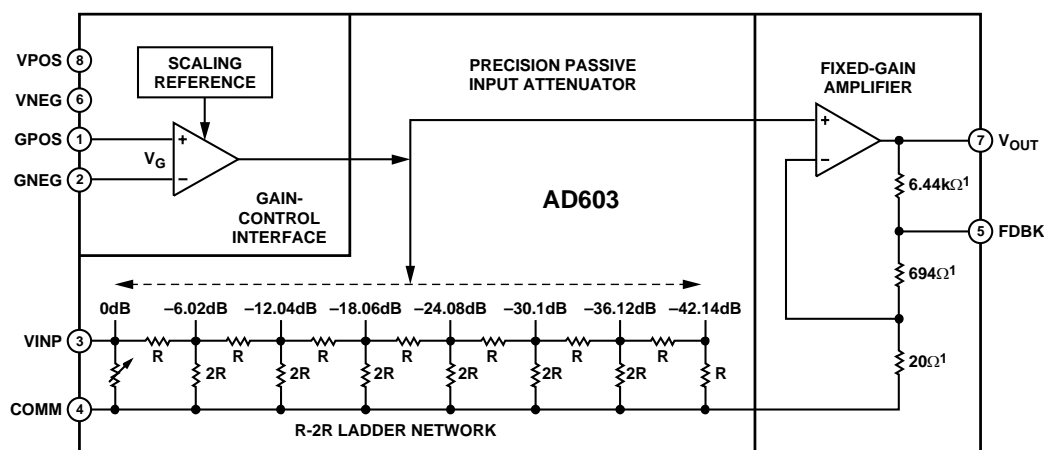 VPOS 8
VNEG 6
GPOS 1
GNEG 2
SCALING
REFERENCE
VG
+
−
GAIN-
CONTROL
INTERFACE
PRECISION PASSIVE
INPUT ATTENUATOR
AD603
FIXED-GAIN
AMPLIFIER
+
−
7 VOUT
6.44kΩ1
5 FDBK
694Ω1
20Ω1
0dB −6.02dB −12.04dB −18.06dB −24.08dB −30.1dB −36.12dB −42.14dB
VINP 3
R R R R R R R
2R 2R 2R 2R 2R 2R R
COMM 4
R-2R LADDER NETWORK